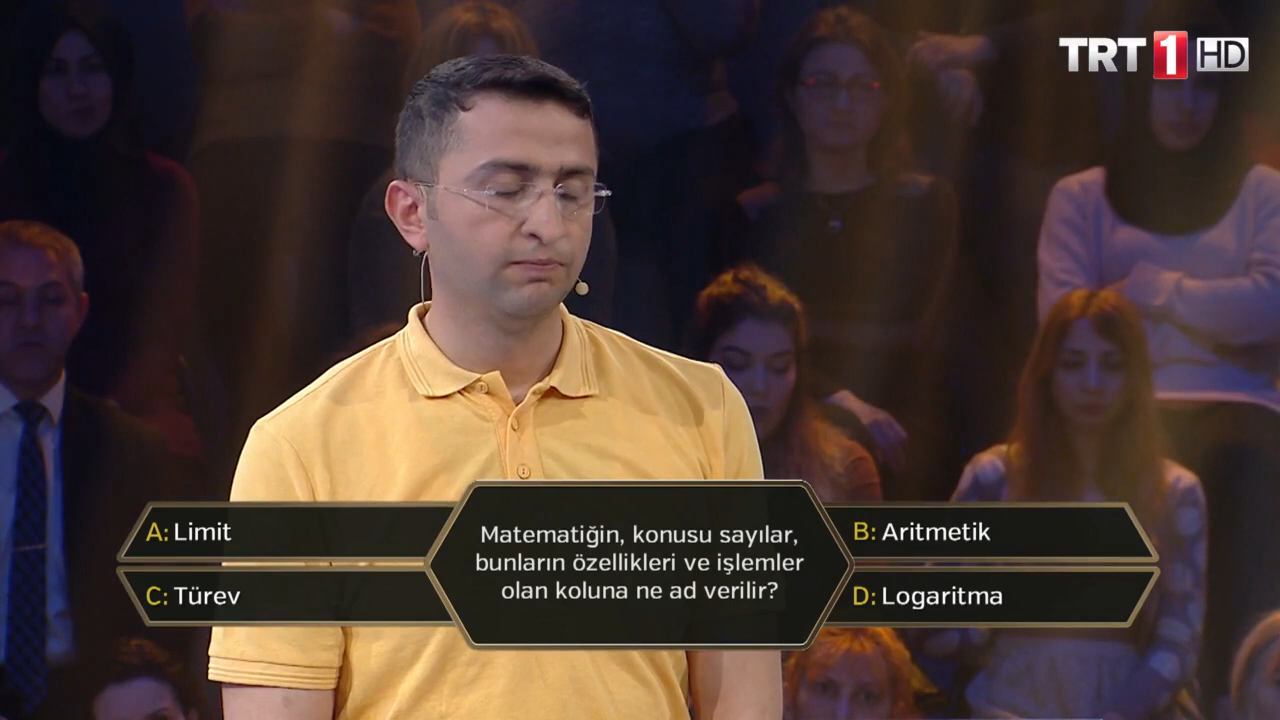 TRT 1 HD
A: Limit
B: Aritmetik
Matematiğin, konusu sayılar,
bunların özellikleri ve işlemler
olan koluna ne ad verilir?
C: Türev
D: Logaritma